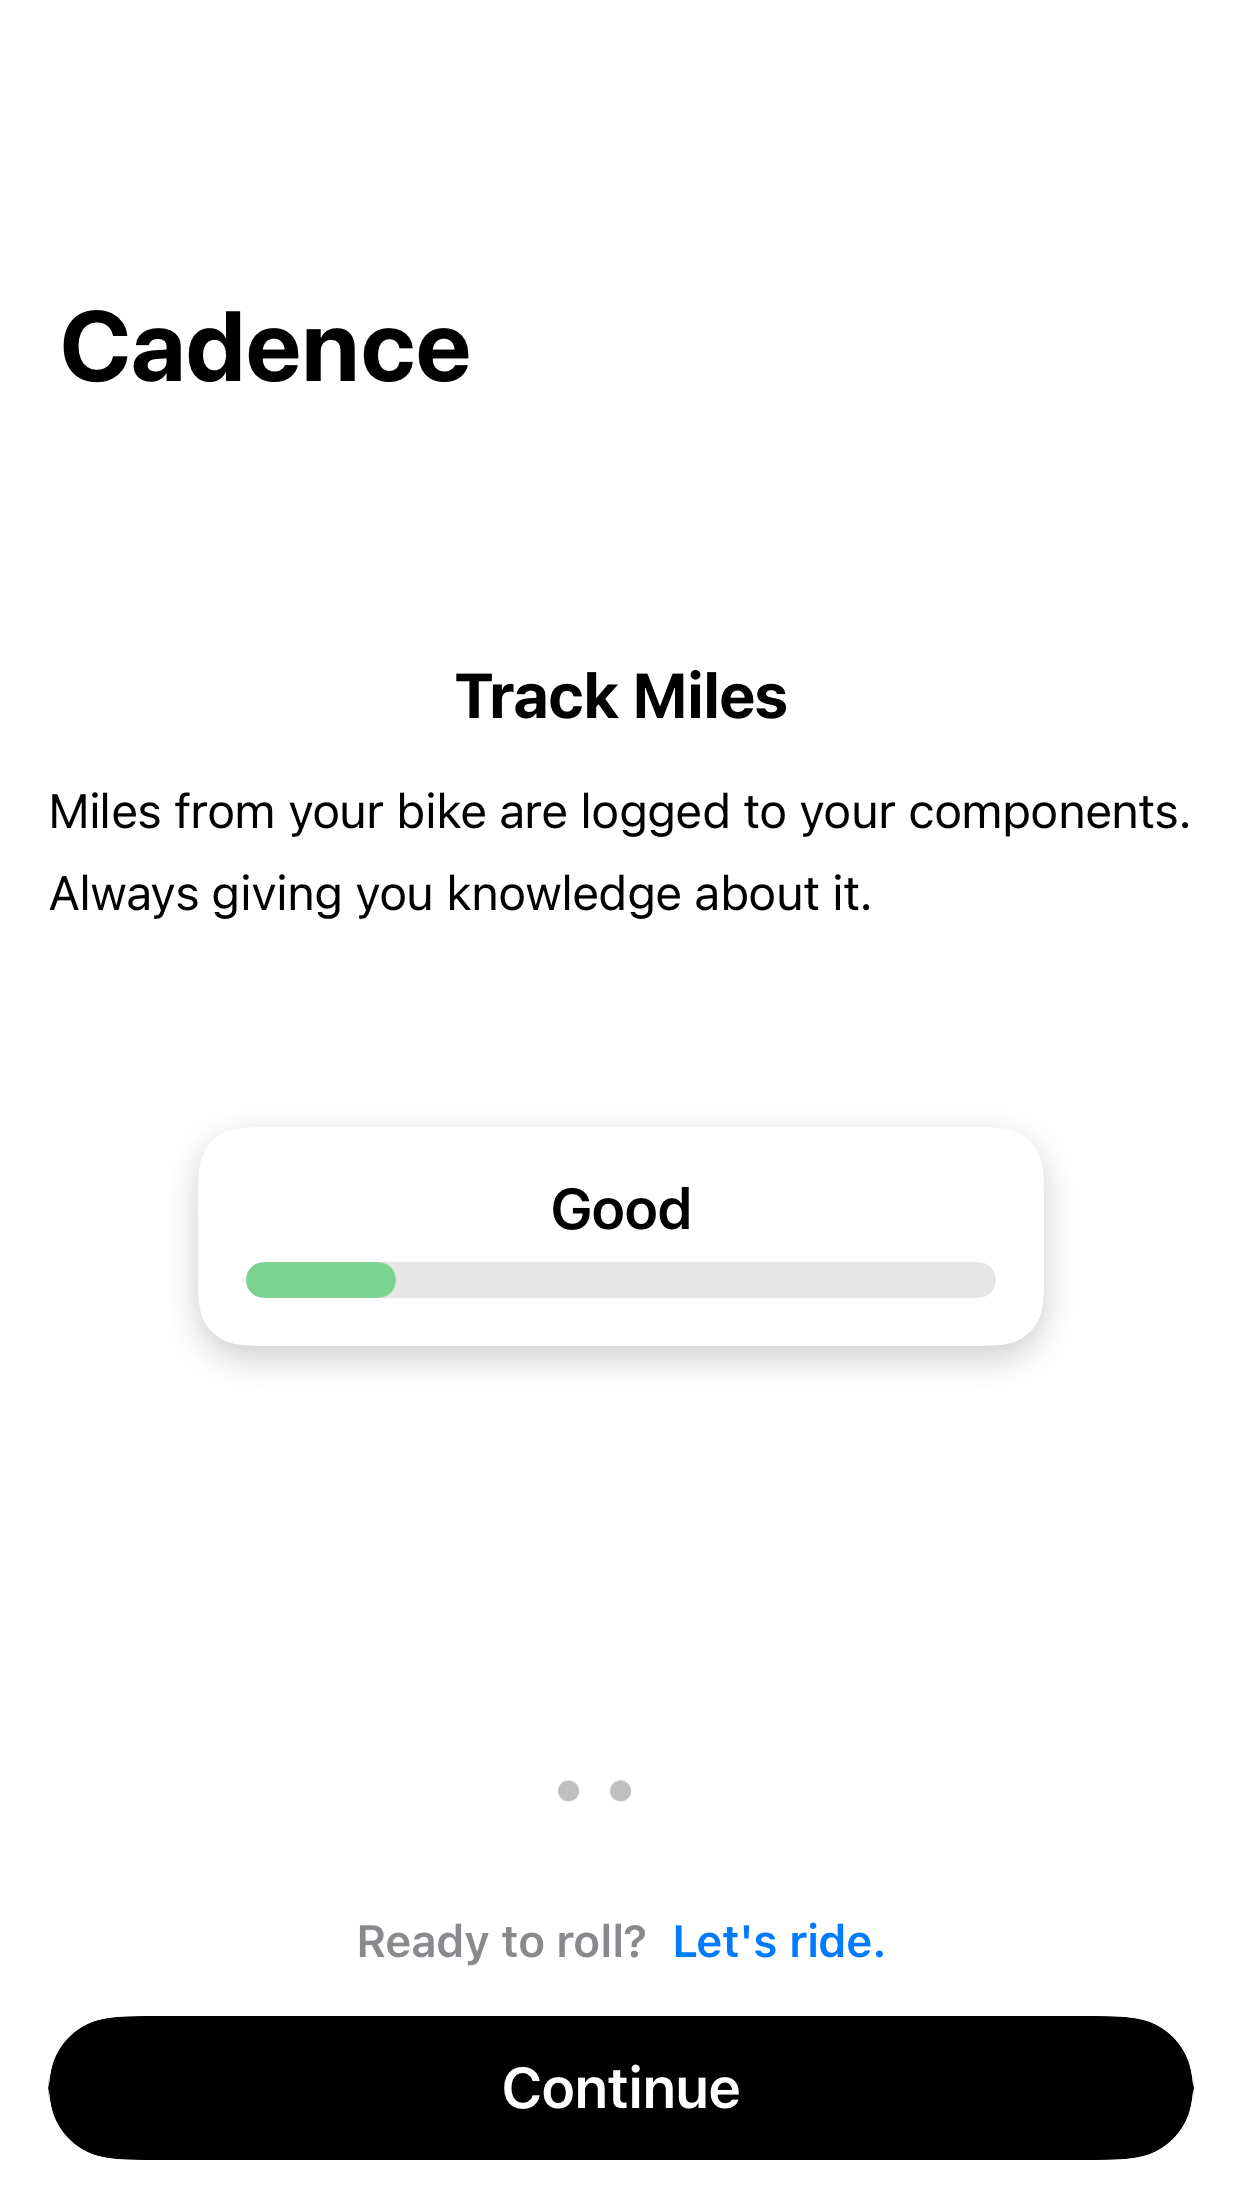 Cadence
Track Miles
Miles from your bike are logged to your components.
Always giving you knowledge about it.
Good
Ready to roll? Let's ride.
Continue